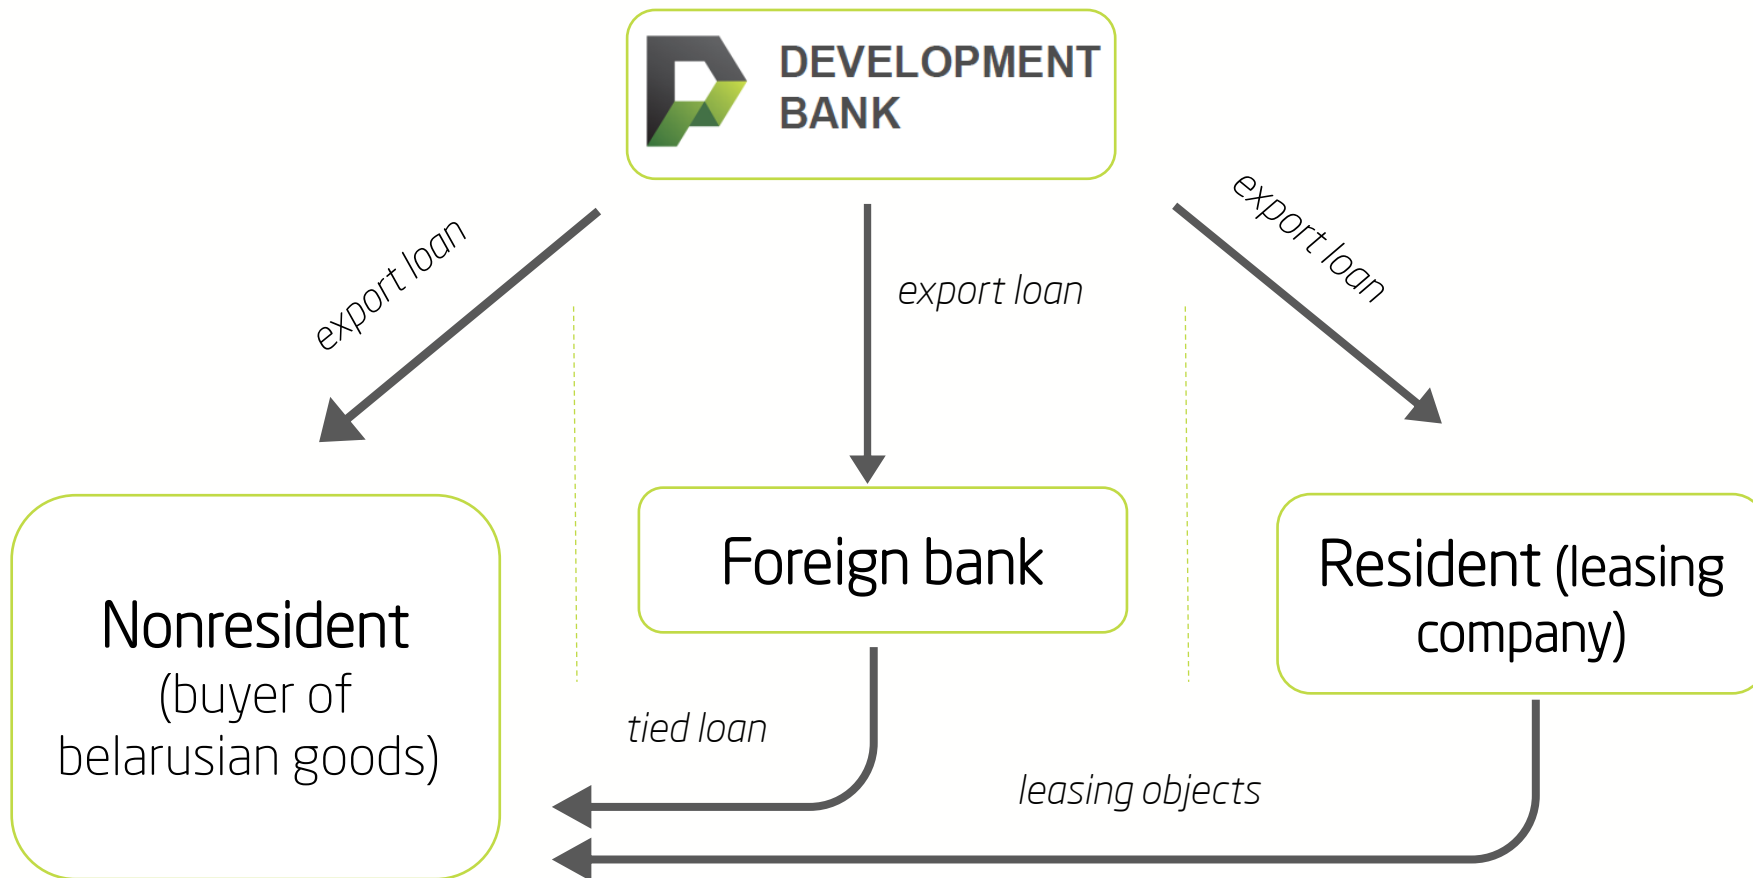 DEVELOPMENT
BANK
export loan
export loan
export loan
Nonresident
(buyer of
belarusian goods)
Foreign bank
Resident (leasing
company)
tied loan
leasing objects